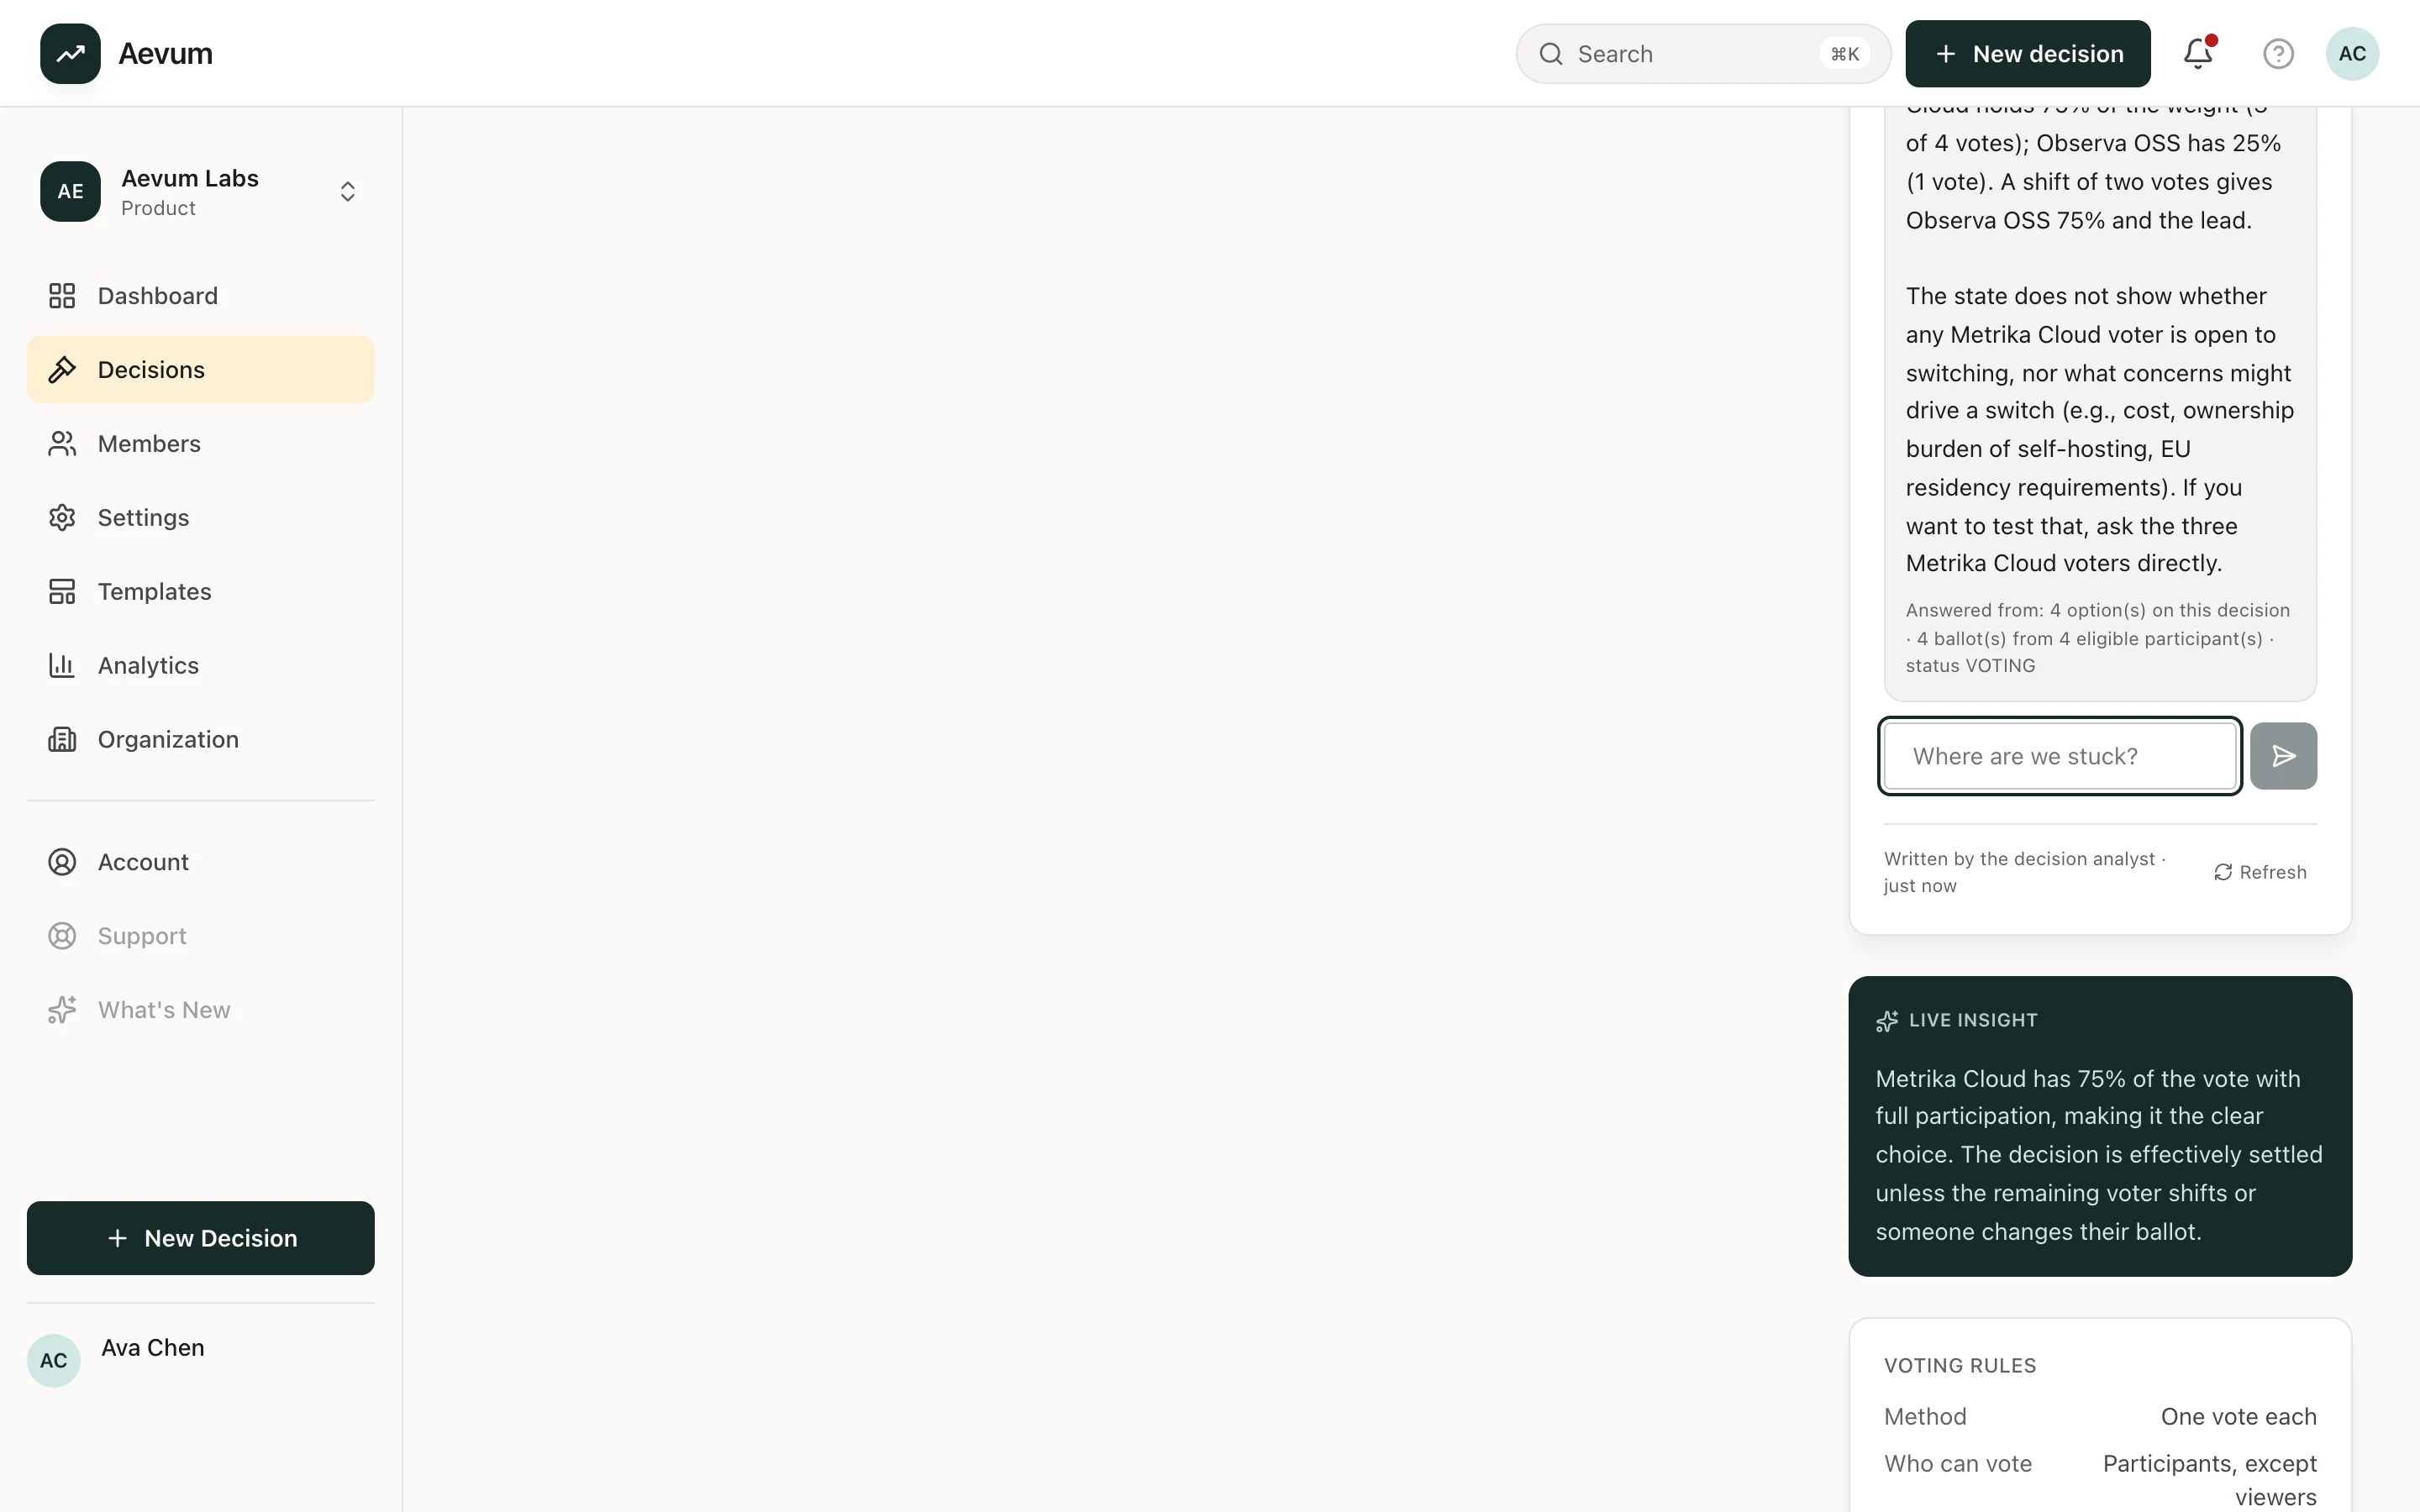 Aevum
Search
⌘K
New decision
AC
AE
Aevum Labs
Product
Dashboard
Decisions
Members
Settings
Templates
Analytics
Organization
Account
Support
What's New
New Decision
AC
Ava Chen
Cloud holds 75% of the weight (3
of 4 votes); Observa OSS has 25%
(1 vote). A shift of two votes gives
Observa OSS 75% and the lead.
The state does not show whether
any Metrika Cloud voter is open to
switching, nor what concerns might
drive a switch (e.g., cost, ownership
burden of self-hosting, EU
residency requirements). If you
want to test that, ask the three
Metrika Cloud voters directly.
Answered from: 4 option(s) on this decision
· 4 ballot(s) from 4 eligible participant(s) ·
status VOTING
Where are we stuck?
Written by the decision analyst ·
just now
Refresh
LIVE INSIGHT
Metrika Cloud has 75% of the vote with
full participation, making it the clear
choice. The decision is effectively settled
unless the remaining voter shifts or
someone changes their ballot.
VOTING RULES
Method
One vote each
Who can vote
Participants, except
viewers